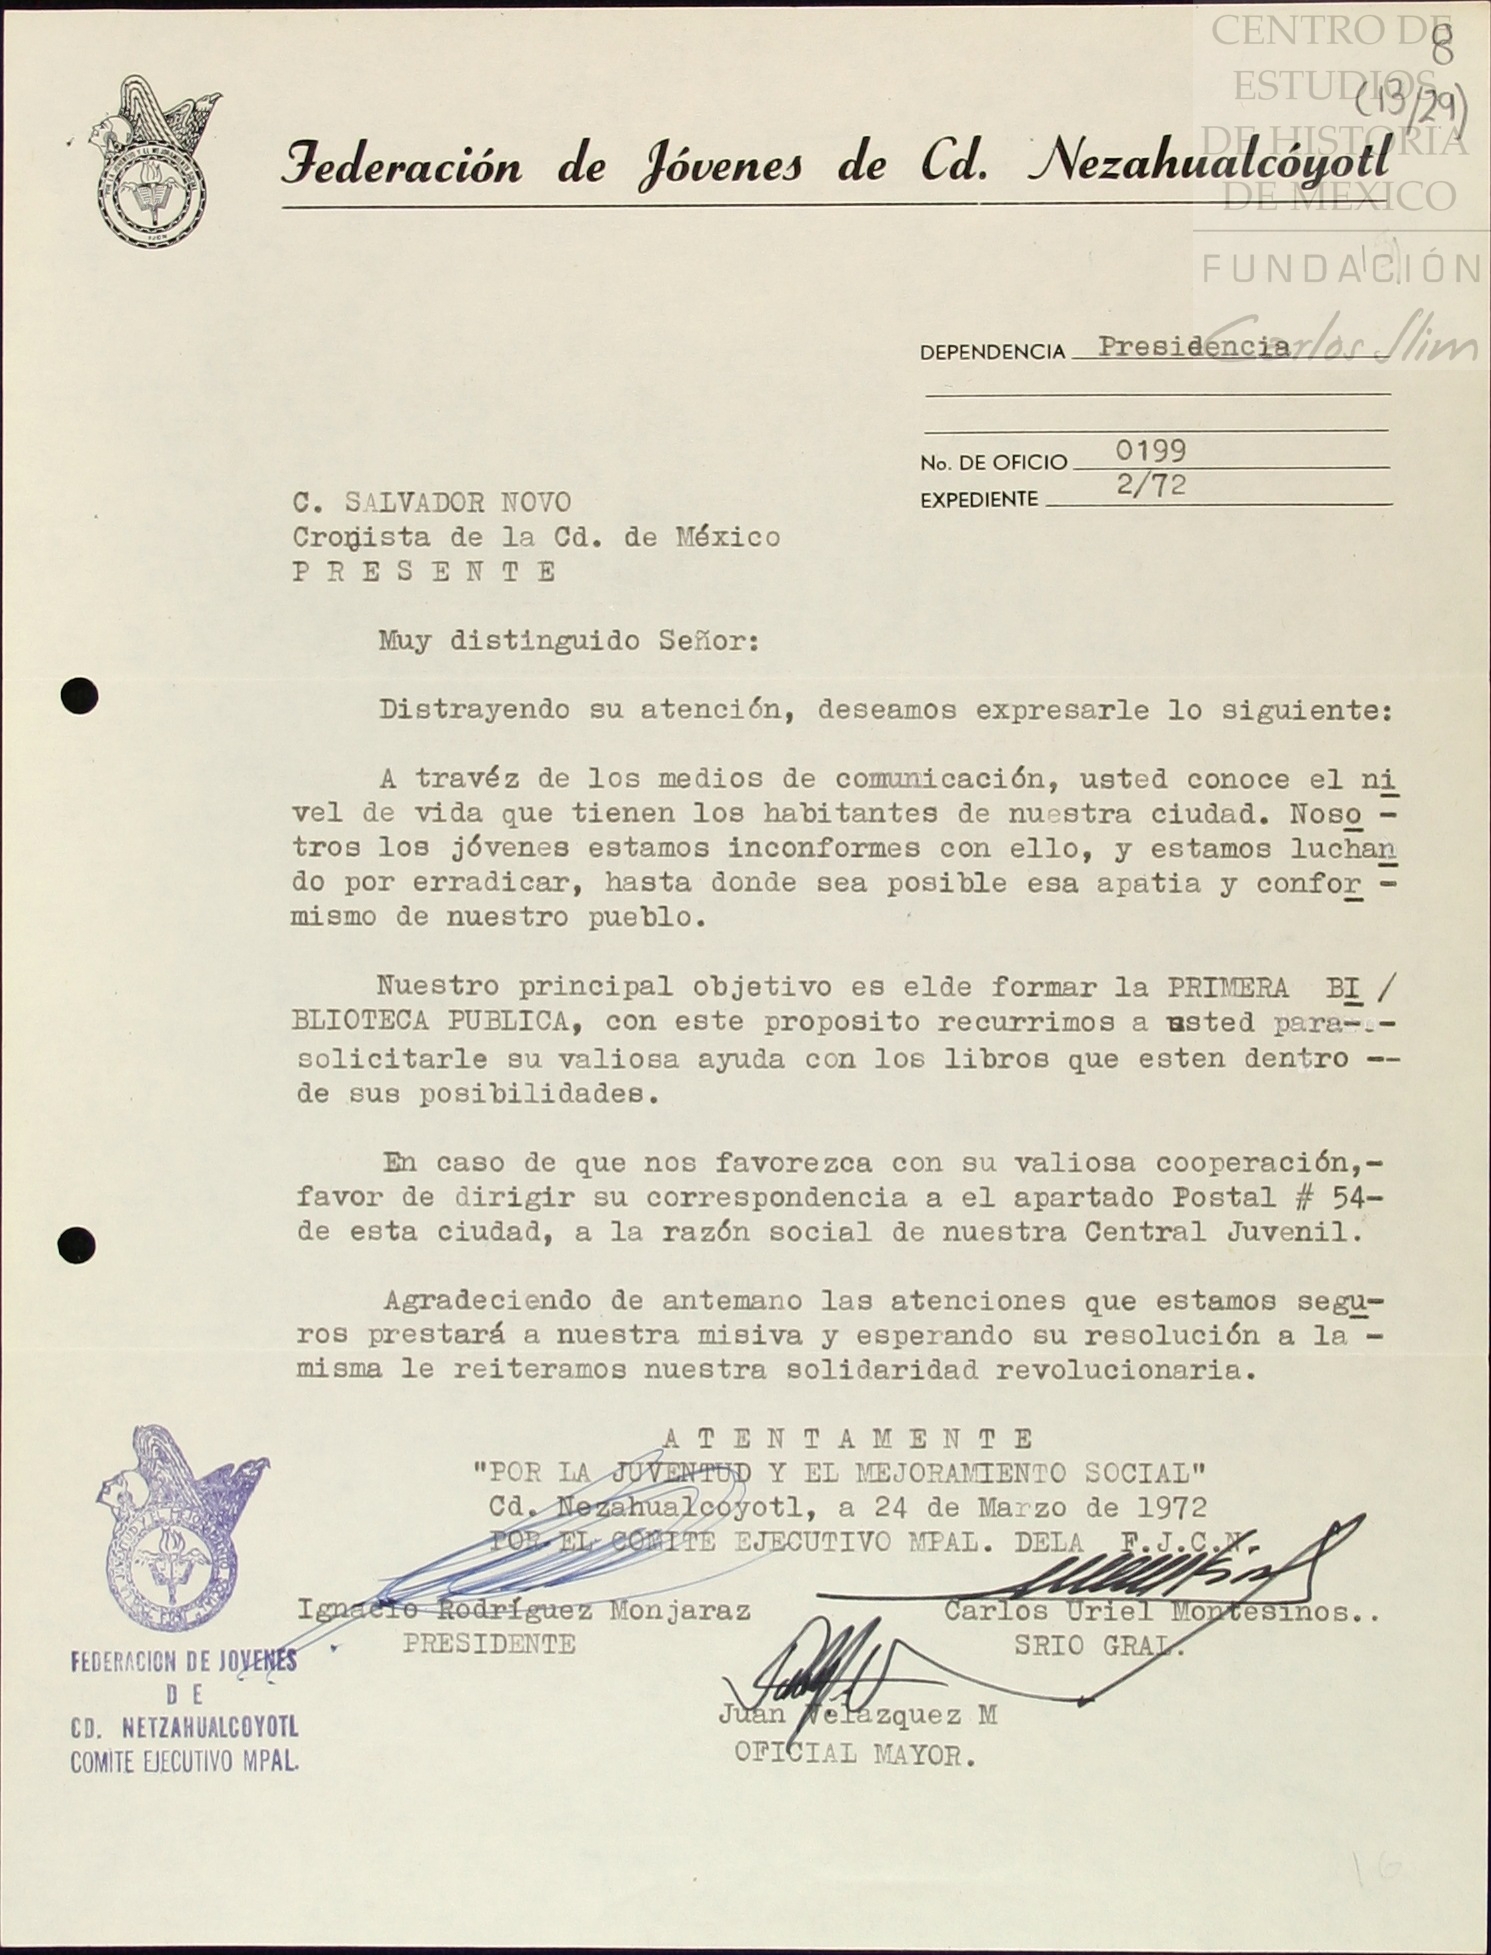 CENTRO DE
ESTUDIOS
DE HISTORIA
DE MEXICO
FUNDACIÓN
Carlos Slim
8
(13/29)
Federación de Jóvenes de Cd. Nezahualcóyotl
DEPENDENCIA Presidencia
No. DE OFICIO 0199
EXPEDIENTE 2/72
C. SALVADOR NOVO
Cronista de la Cd. de México
P R E S E N T E
Muy distinguido Señor:
Distrayendo su atención, deseamos expresarle lo siguiente:
A travéz de los medios de comunicación, usted conoce el ni
vel de vida que tienen los habitantes de nuestra ciudad. Noso -
tros los jóvenes estamos inconformes con ello, y estamos luchan
do por erradicar, hasta donde sea posible esa apatia y confor -
mismo de nuestro pueblo.
Nuestro principal objetivo es elde formar la PRIMERA BI /
BLIOTECA PUBLICA, con este proposito recurrimos a usted para-.-
solicitarle su valiosa ayuda con los libros que esten dentro --
de sus posibilidades.
En caso de que nos favorezca con su valiosa cooperación,-
favor de dirigir su correspondencia a el apartado Postal # 54-
de esta ciudad, a la razón social de nuestra Central Juvenil.
Agradeciendo de antemano las atenciones que estamos segu-
ros prestará a nuestra misiva y esperando su resolución a la -
misma le reiteramos nuestra solidaridad revolucionaria.
A T E N T A M E N T E
"POR LA JUVENTUD Y EL MEJORAMIENTO SOCIAL"
Cd. Nezahualcoyotl, a 24 de Marzo de 1972
POR EL COMITE EJECUTIVO MPAL. DELA F.J.C.N.
Ignacio Rodríguez Monjaraz
PRESIDENTE
Carlos Uriel Montesinos..
SRIO GRAL.
Juan Velazquez M
OFICIAL MAYOR.
FEDERACION DE JOVENES
D E
CD. NETZAHUALCOYOTL
COMITE EJECUTIVO MPAL.
16